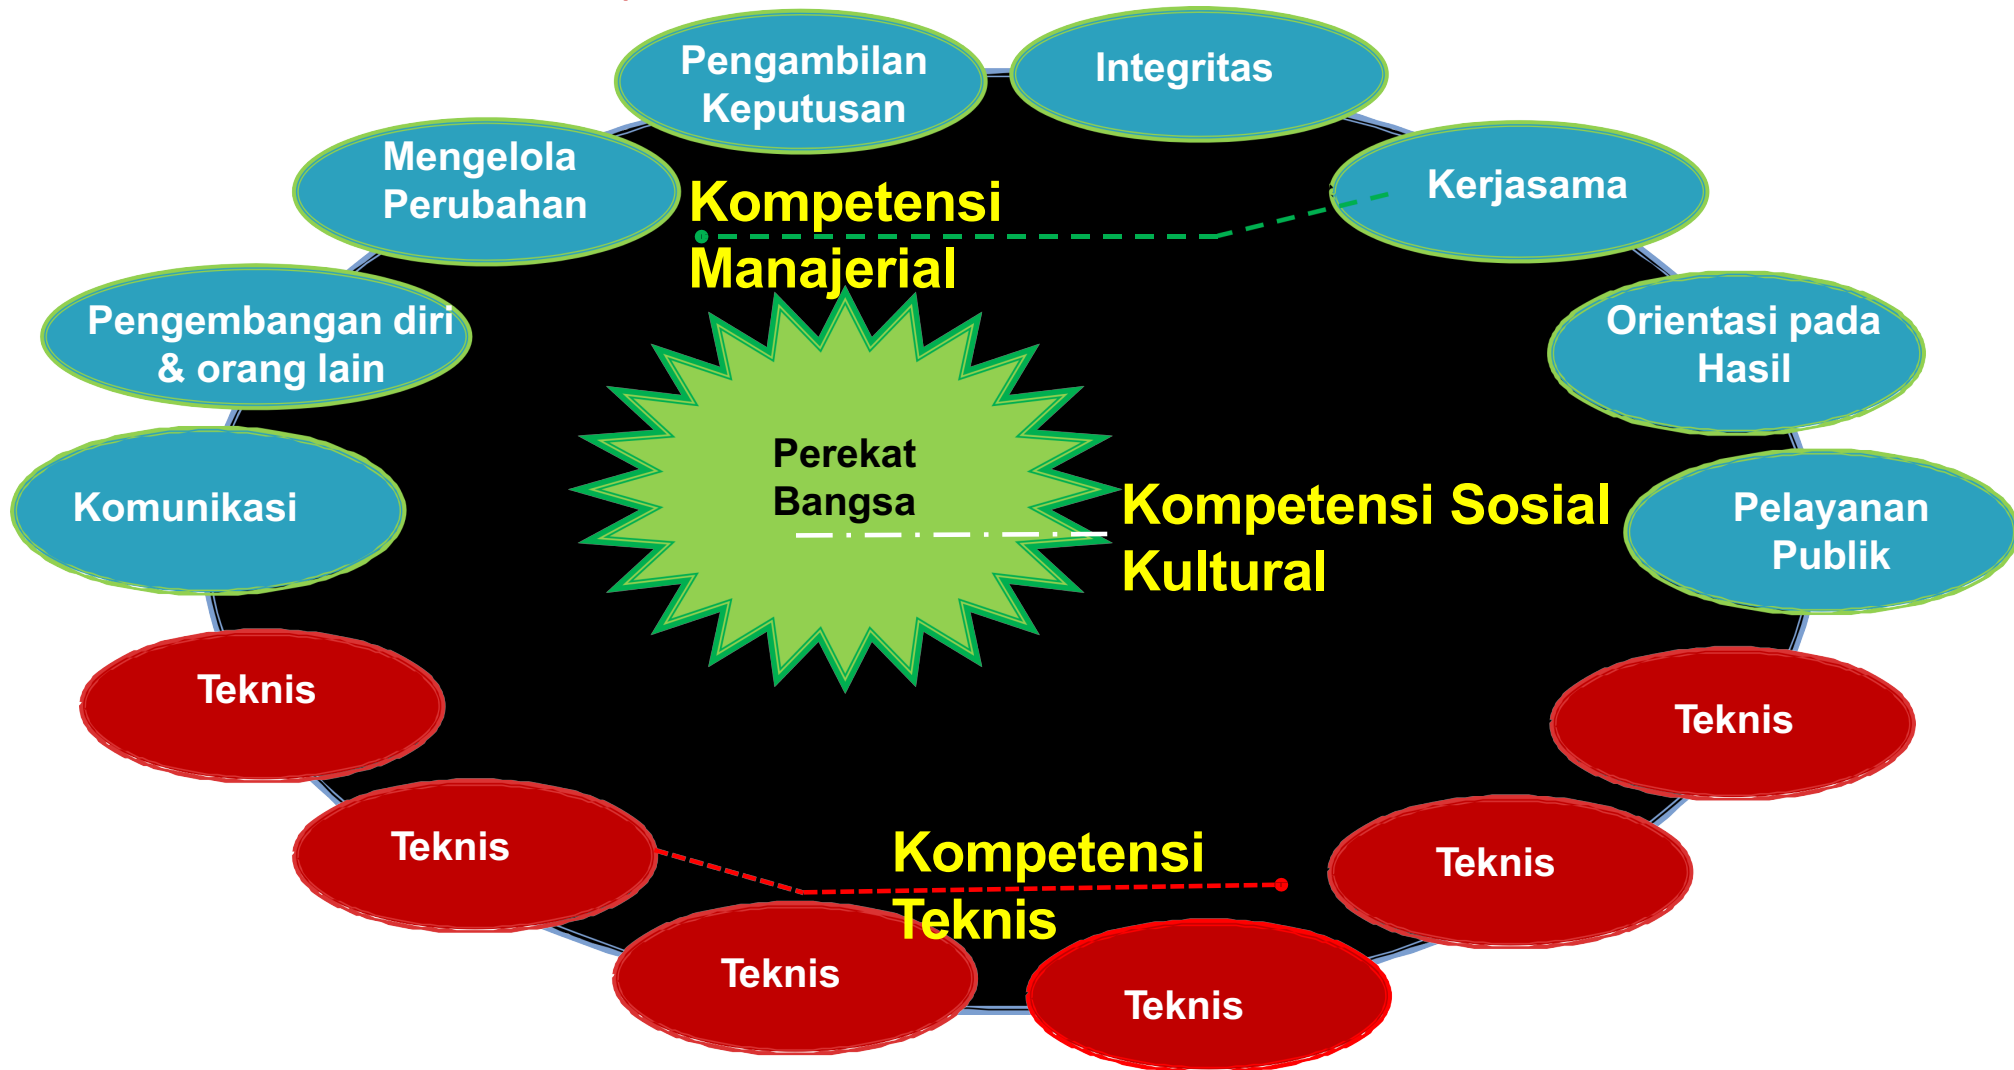 Pengambilan
Keputusan
Integritas
Mengelola
Perubahan
Kerjasama
Kompetensi
Manajerial
Pengembangan diri
& orang lain
Orientasi pada
Hasil
Perekat
Bangsa
Komunikasi
Kompetensi Sosial
Kultural
Pelayanan
Publik
Teknis
Teknis
Teknis
Teknis
Kompetensi
Teknis
Teknis
Teknis